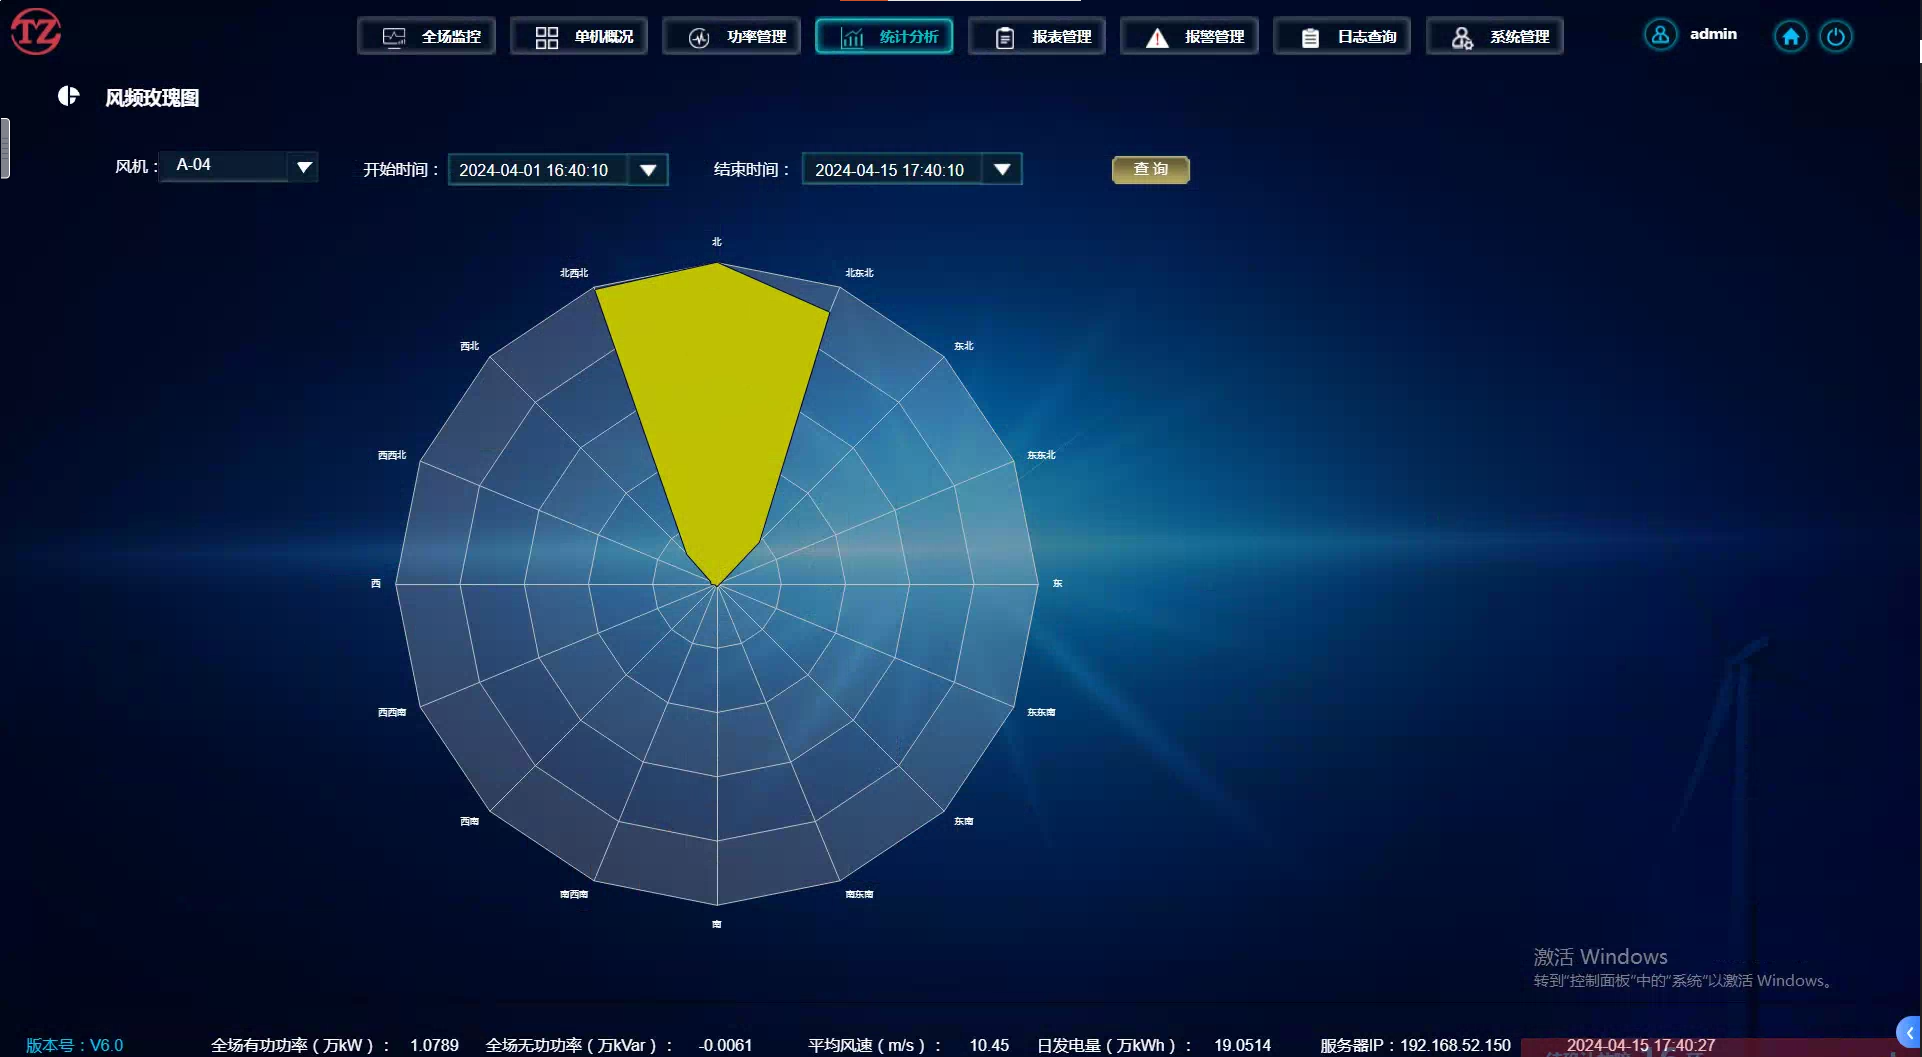 TZ
全场监控
单机概况
功率管理
统计分析
报表管理
报警管理
日志查询
系统管理
admin
风频玫瑰图
风机： A-04
开始时间： 2024-04-01 16:40:10
结束时间： 2024-04-15 17:40:10
查 询
北
北西北
北东北
西北
东北
西西北
东东北
西
东
西西南
东东南
西南
东南
南西南
南东南
南
激活 Windows
转到“控制面板”中的“系统”以激活 Windows。
版本号：V6.0
全场有功功率（万kW）： 1.0789
全场无功功率（万kVar）： -0.0061
平均风速（m/s）： 10.45
日发电量（万kWh）： 19.0514
服务器IP：192.168.52.150
2024-04-15 17:40:27